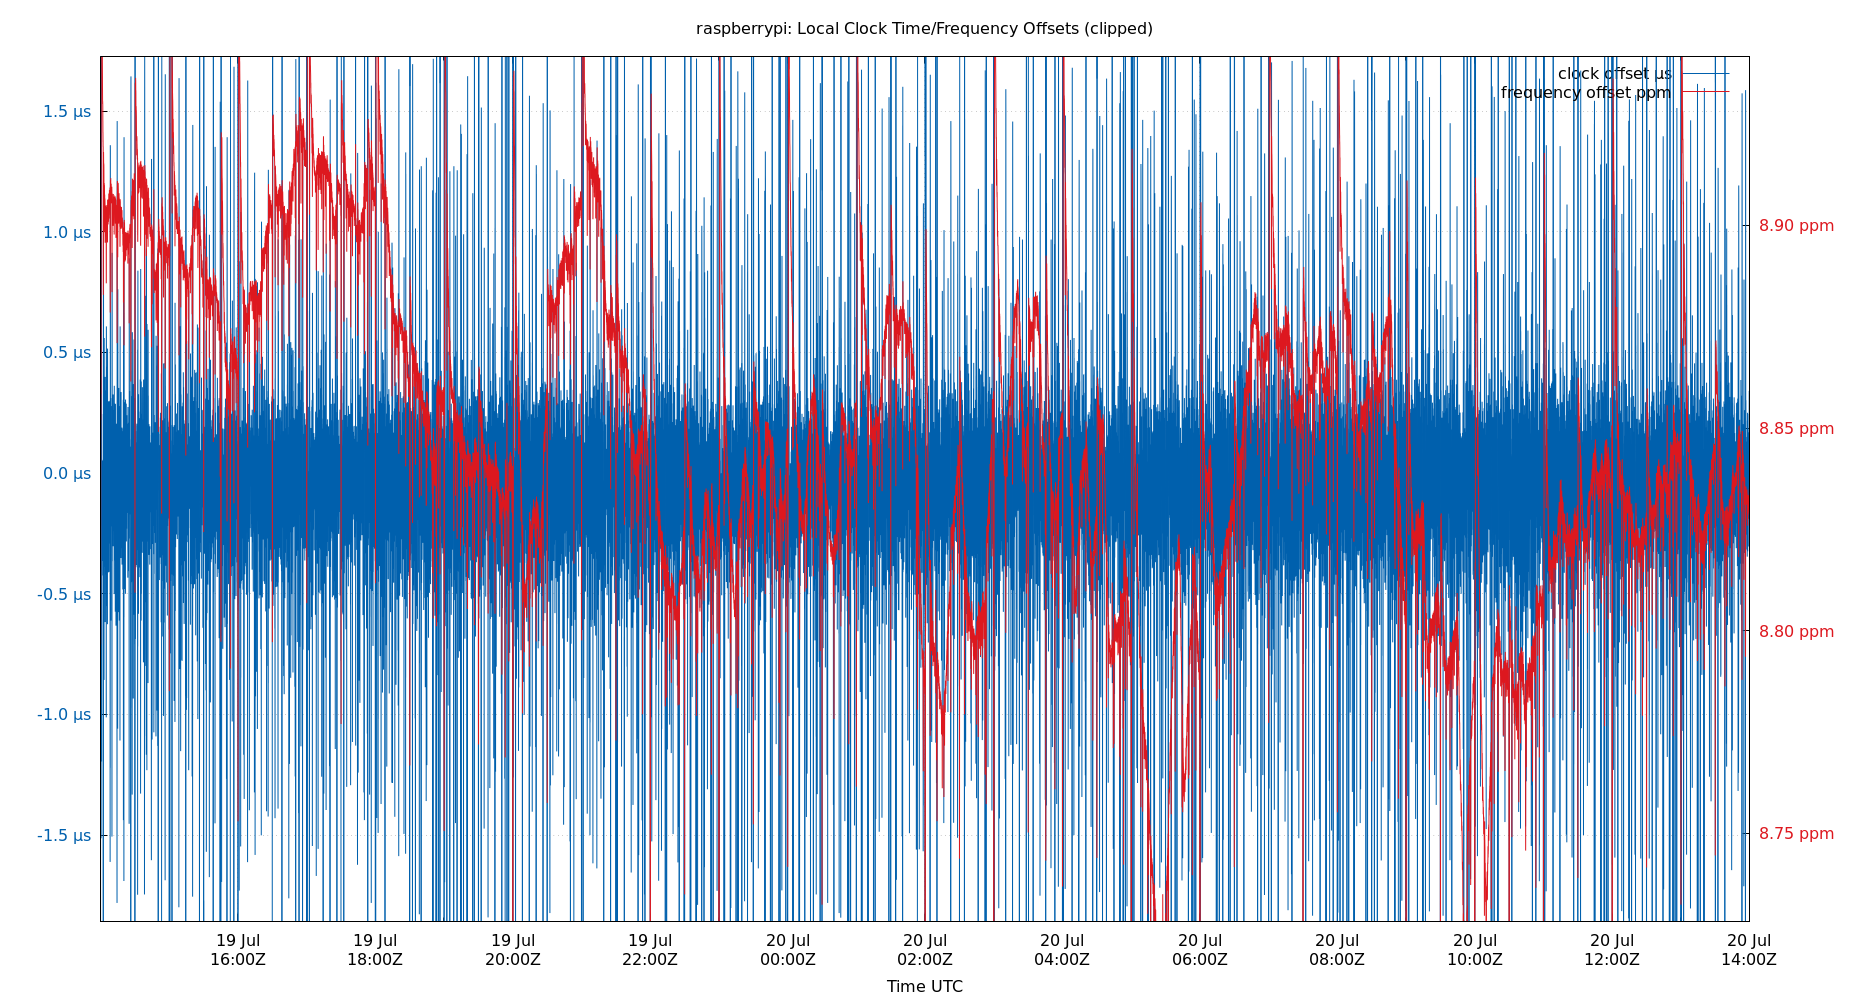 raspberrypi: Local Clock Time/Frequency Offsets (clipped)
clock offset µs
frequency offset ppm
1.5 µs
1.0 µs
0.5 µs
0.0 µs
-0.5 µs
-1.0 µs
-1.5 µs
8.90 ppm
8.85 ppm
8.80 ppm
8.75 ppm
19 Jul 19 Jul 19 Jul 19 Jul 20 Jul 20 Jul 20 Jul 20 Jul 20 Jul 20 Jul 20 Jul 20 Jul
16:00Z 18:00Z 20:00Z 22:00Z 00:00Z 02:00Z 04:00Z 06:00Z 08:00Z 10:00Z 12:00Z 14:00Z
Time UTC